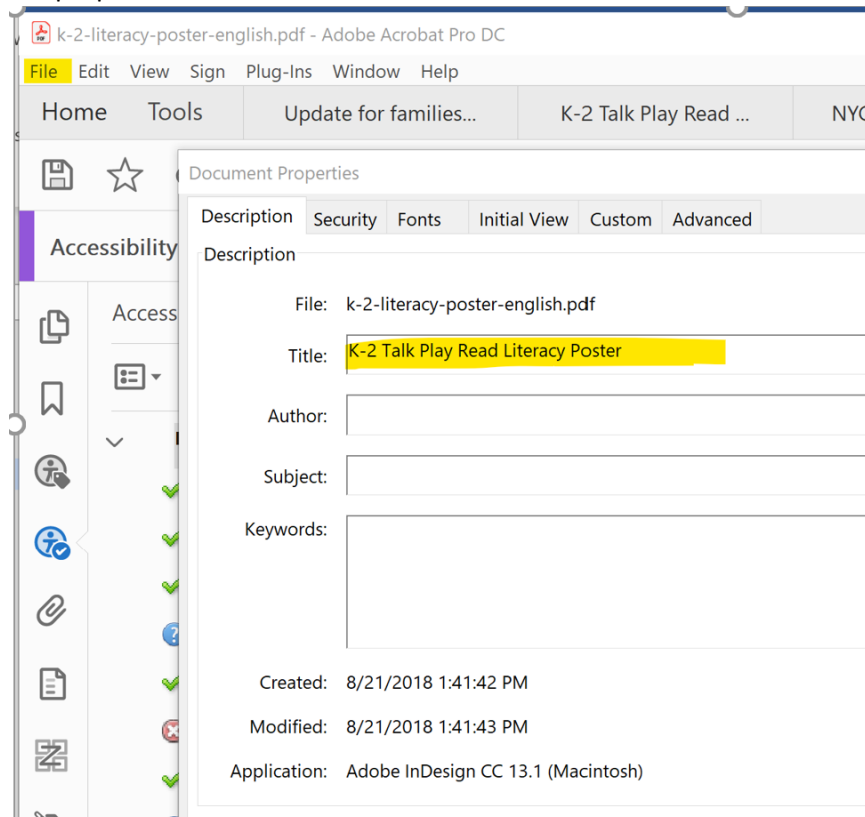 k-2-literacy-poster-english.pdf - Adobe Acrobat Pro DC
File Edit View Sign Plug-Ins Window Help
Home Tools Update for families... K-2 Talk Play Read ... NYC
Document Properties
Description Security Fonts Initial View Custom Advanced
Accessibility
Description
File: k-2-literacy-poster-english.pdf
Access
Title: K-2 Talk Play Read Literacy Poster
Author:
Subject:
Keywords:
Created: 8/21/2018 1:41:42 PM
Modified: 8/21/2018 1:41:43 PM
Application: Adobe InDesign CC 13.1 (Macintosh)